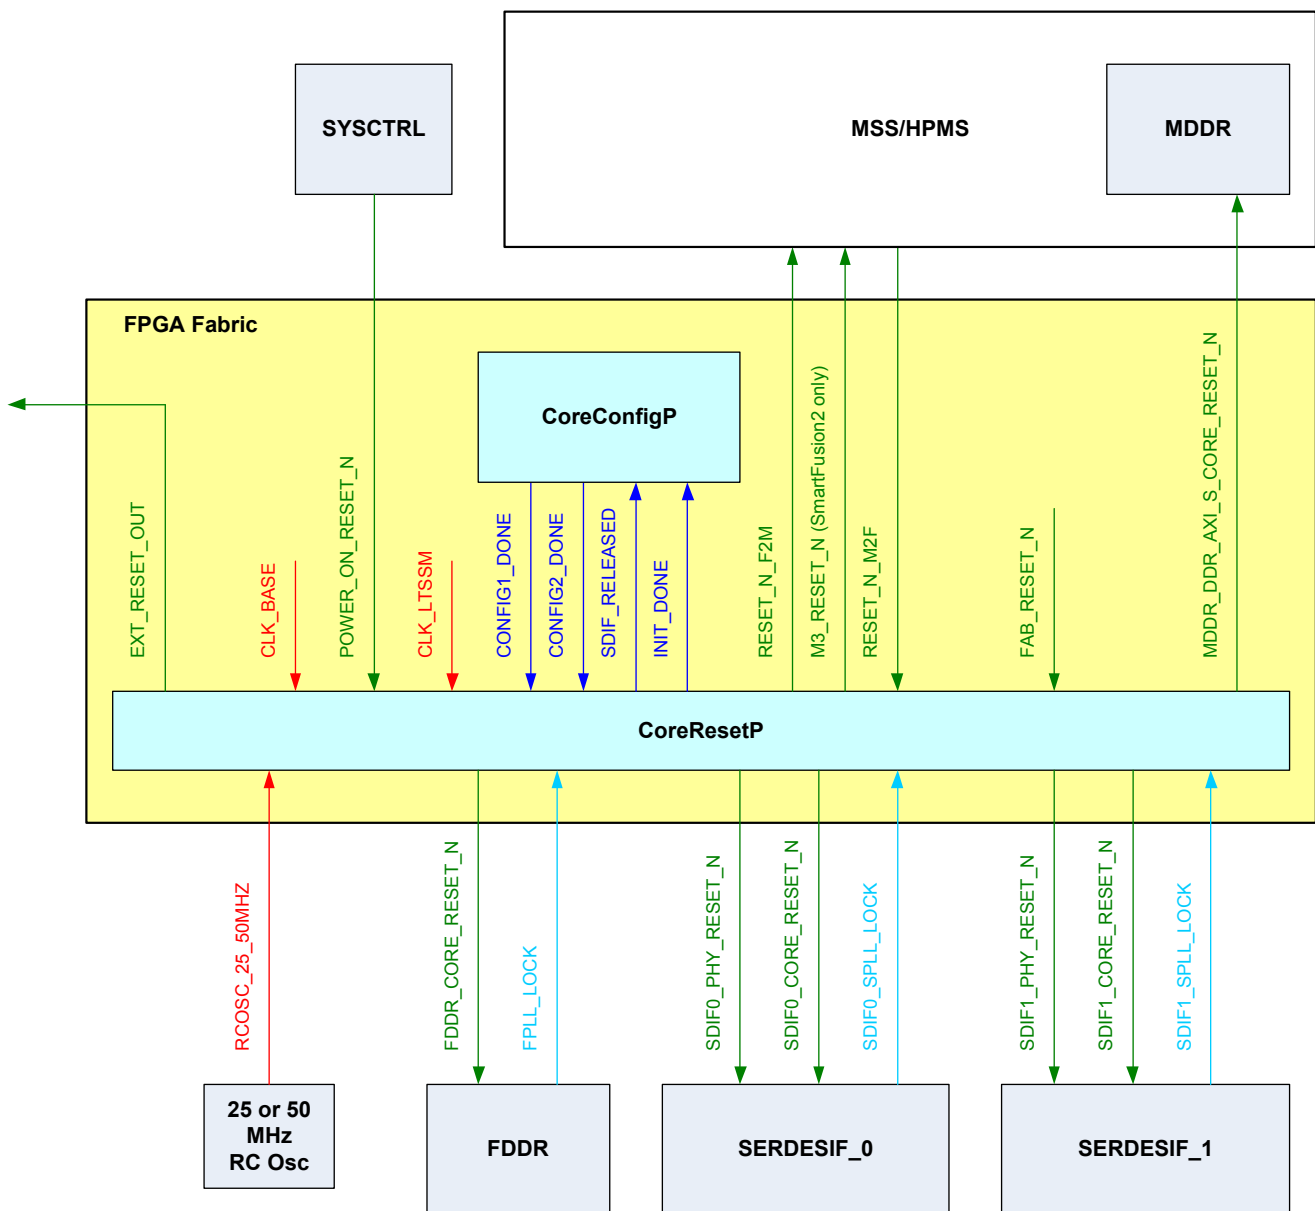 SYSCTRL
MSS/HPMS
MDDR
FPGA Fabric
CoreConfigP
EXT_RESET_OUT
CLK_BASE
POWER_ON_RESET_N
CLK_LTSSM
CONFIG1_DONE
CONFIG2_DONE
SDIF_RELEASED
INIT_DONE
RESET_N_F2M
M3_RESET_N (SmartFusion2 only)
RESET_N_M2F
FAB_RESET_N
MDDR_DDR_AXI_S_CORE_RESET_N
CoreResetP
RCOSC_25_50MHZ
FDDR_CORE_RESET_N
FPLL_LOCK
SDIF0_PHY_RESET_N
SDIF0_CORE_RESET_N
SDIF0_SPLL_LOCK
SDIF1_PHY_RESET_N
SDIF1_CORE_RESET_N
SDIF1_SPLL_LOCK
25 or 50
MHz
RC Osc
FDDR
SERDESIF_0
SERDESIF_1